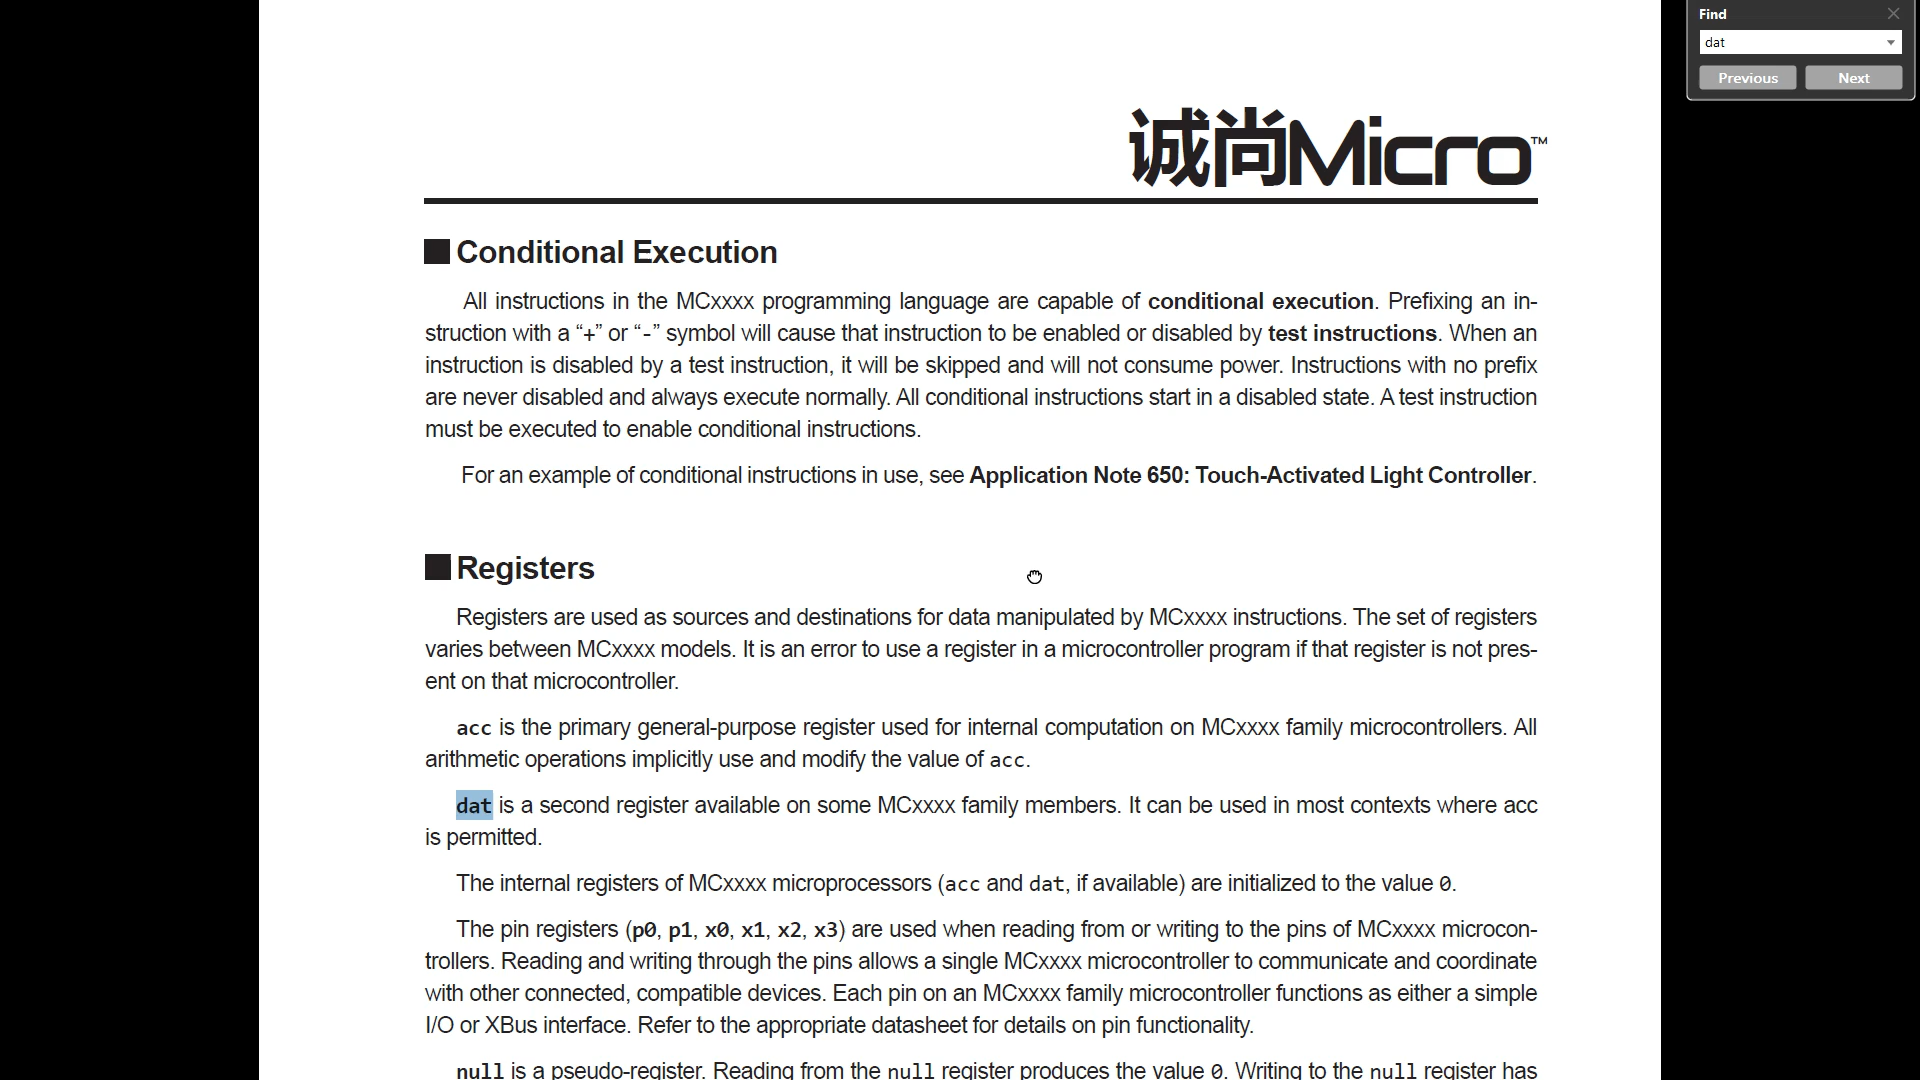 Find
dat
Previous Next
诚尚Micro™
Conditional Execution
All instructions in the MCxxxx programming language are capable of conditional execution. Prefixing an in-
struction with a “+” or “-” symbol will cause that instruction to be enabled or disabled by test instructions. When an
instruction is disabled by a test instruction, it will be skipped and will not consume power. Instructions with no prefix
are never disabled and always execute normally. All conditional instructions start in a disabled state. A test instruction
must be executed to enable conditional instructions.
For an example of conditional instructions in use, see Application Note 650: Touch-Activated Light Controller.
Registers
Registers are used as sources and destinations for data manipulated by MCxxxx instructions. The set of registers
varies between MCxxxx models. It is an error to use a register in a microcontroller program if that register is not pres-
ent on that microcontroller.
acc is the primary general-purpose register used for internal computation on MCxxxx family microcontrollers. All
arithmetic operations implicitly use and modify the value of acc.
dat is a second register available on some MCxxxx family members. It can be used in most contexts where acc
is permitted.
The internal registers of MCxxxx microprocessors (acc and dat, if available) are initialized to the value 0.
The pin registers (p0, p1, x0, x1, x2, x3) are used when reading from or writing to the pins of MCxxxx microcon-
trollers. Reading and writing through the pins allows a single MCxxxx microcontroller to communicate and coordinate
with other connected, compatible devices. Each pin on an MCxxxx family microcontroller functions as either a simple
I/O or XBus interface. Refer to the appropriate datasheet for details on pin functionality.
null is a pseudo-register. Reading from the null register produces the value 0. Writing to the null register has